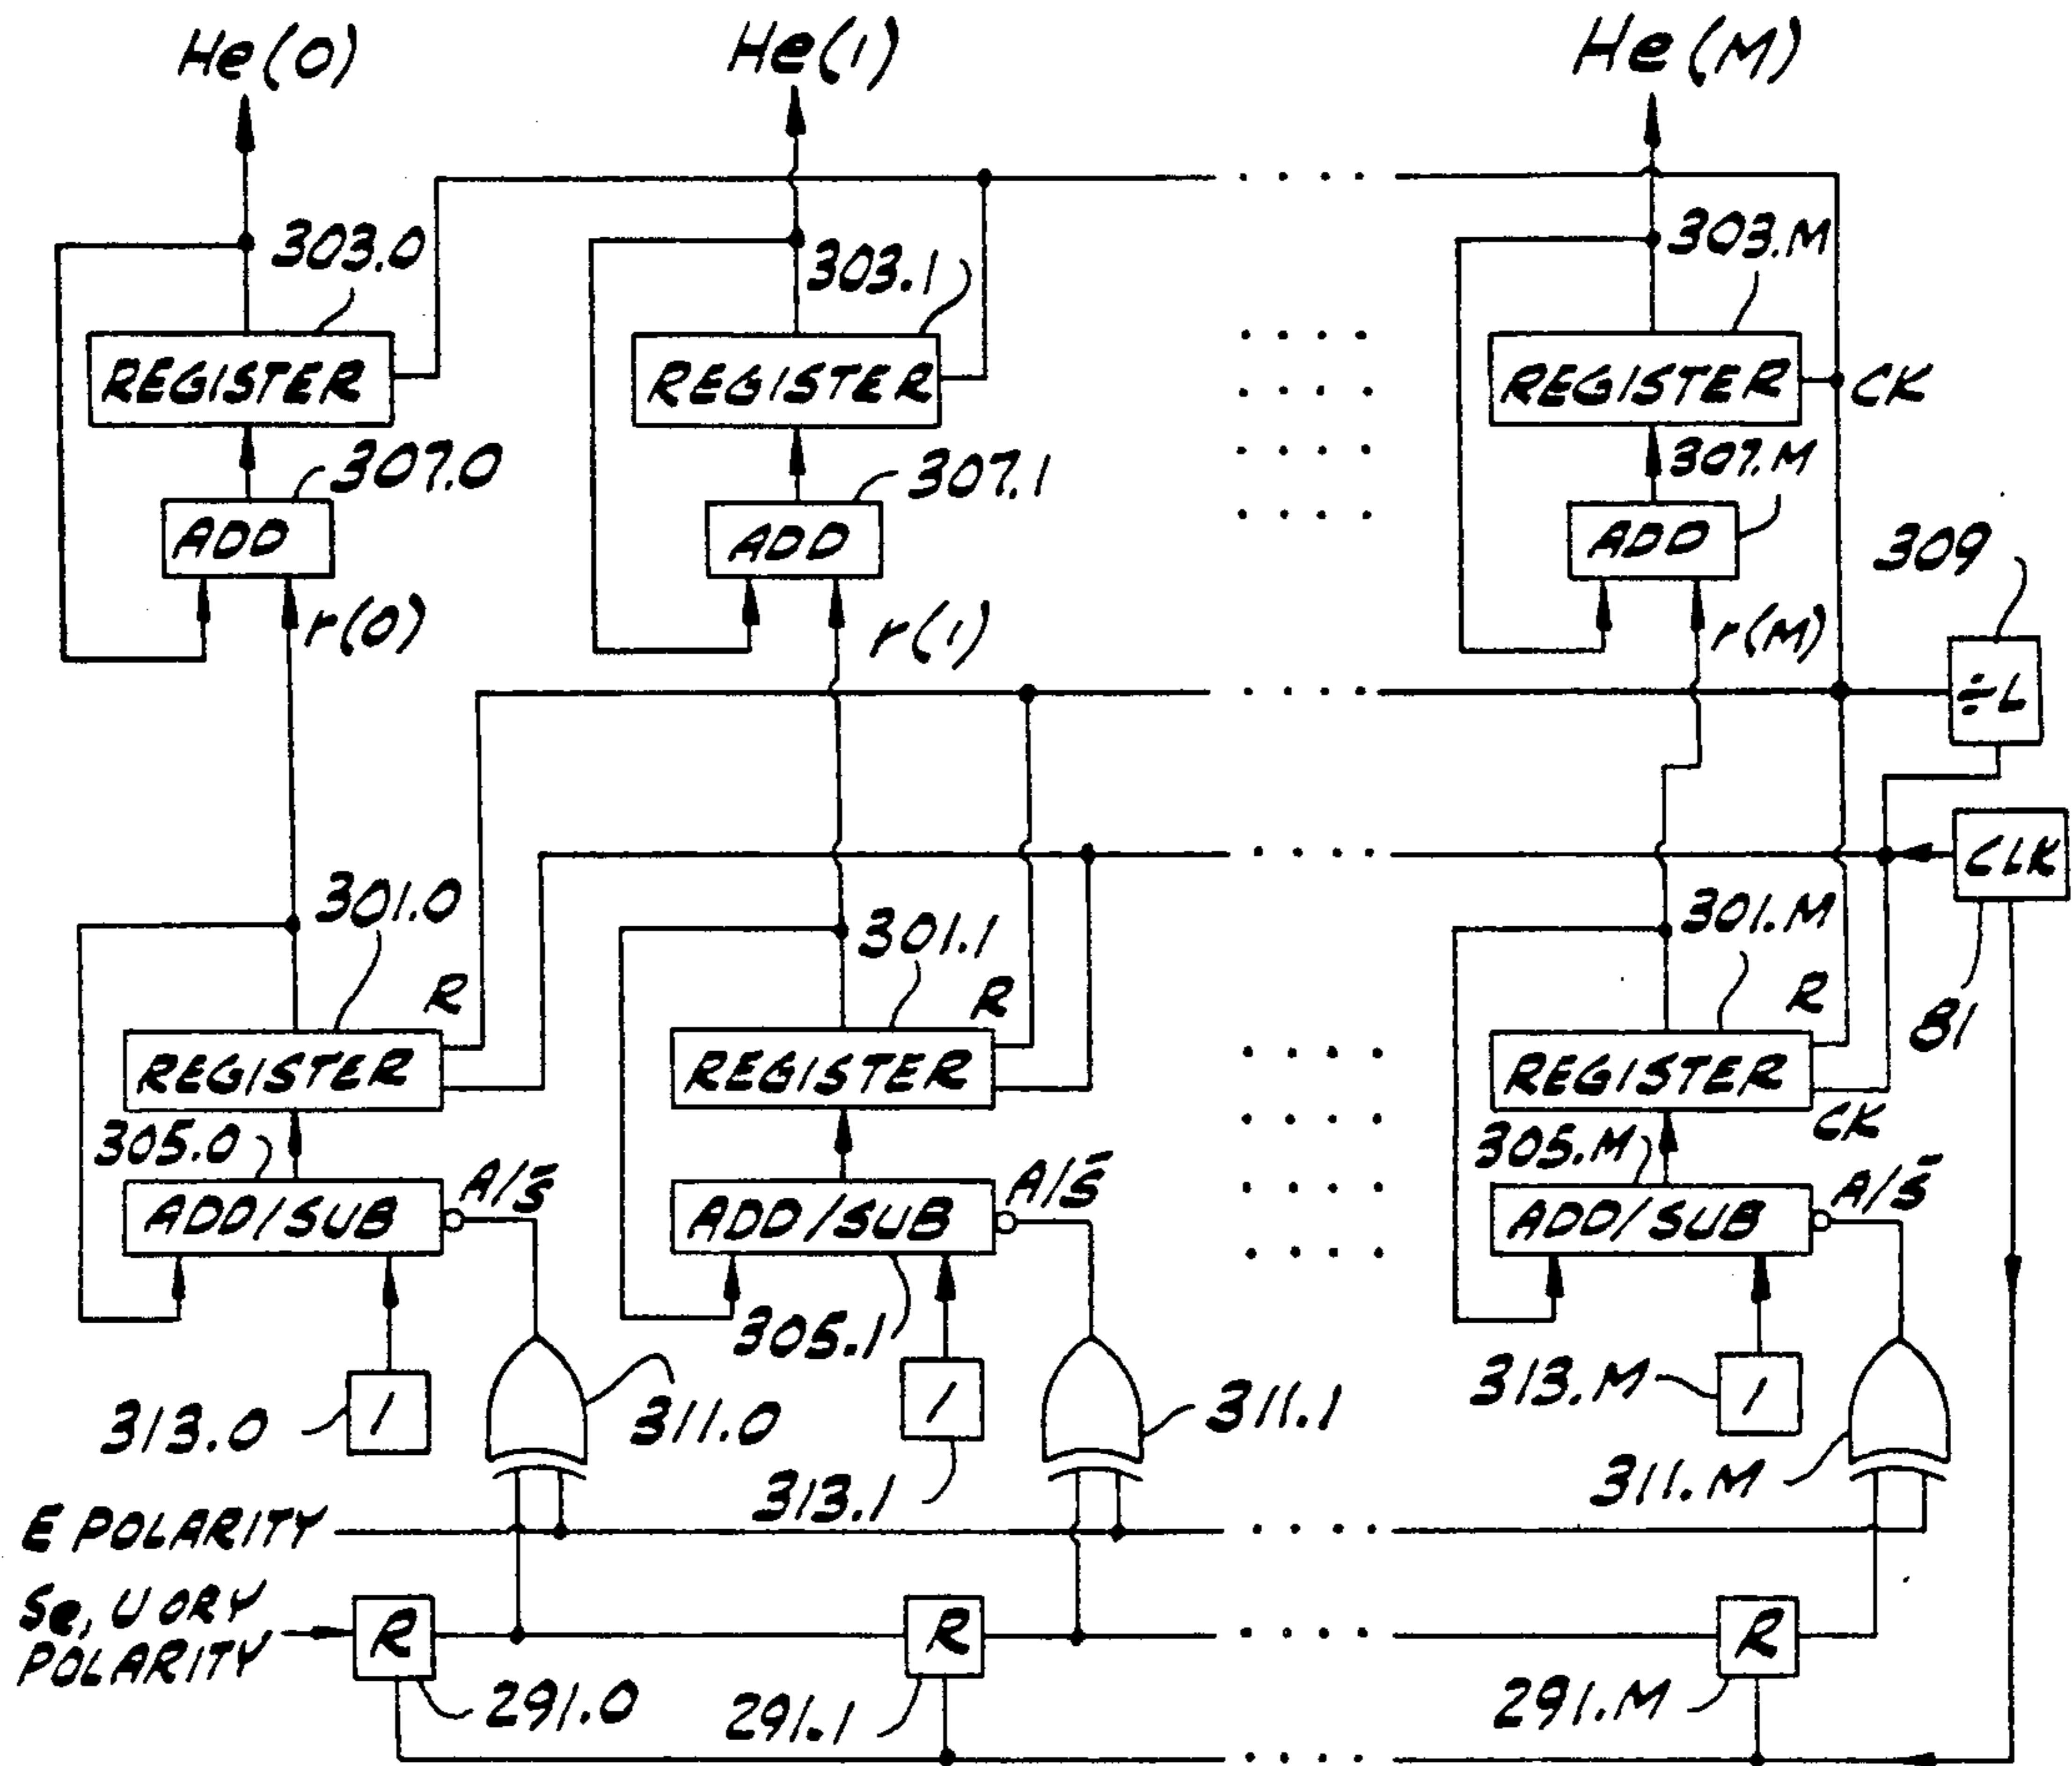 He(0) He(1) He(M)
303.0 303.1 303.M
REGISTER REGISTER REGISTER CK
307.0 307.1 307.M
ADD ADD ADD 309
r(0) r(1) r(M)
÷L
CLK
301.0 301.1 301.M
R R R 81
REGISTER REGISTER REGISTER
CK
305.0 A/S̄ A/S̄ 305.M A/S̄
ADD/SUB ADD/SUB ADD/SUB
305.1
313.0 1 311.0 1 311.1 313.M 1
313.1 311.M
E POLARITY
Se, U OR Y
POLARITY
R R R
291.0 291.1 291.M